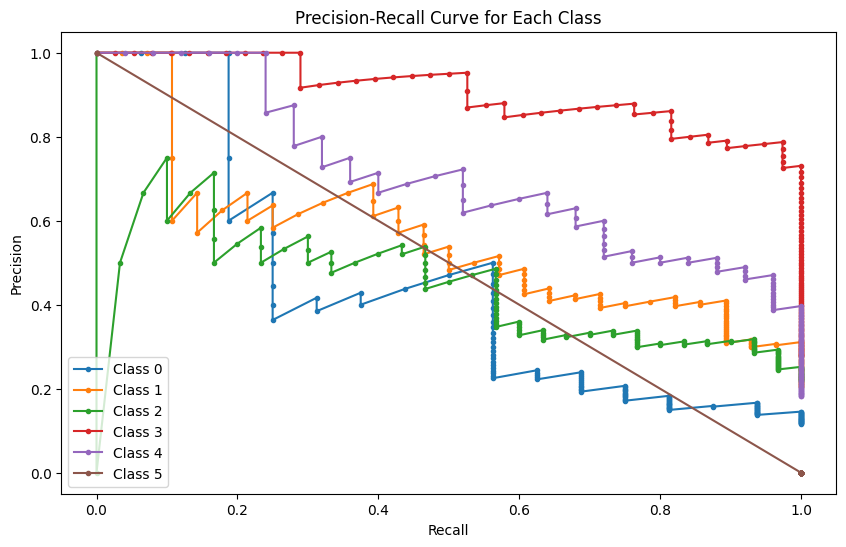 Precision-Recall Curve for Each Class
1.0
0.8
0.6
0.4
0.2
0.0
Precision
Class 0
Class 1
Class 2
Class 3
Class 4
Class 5
0.0 0.2 0.4 0.6 0.8 1.0
Recall